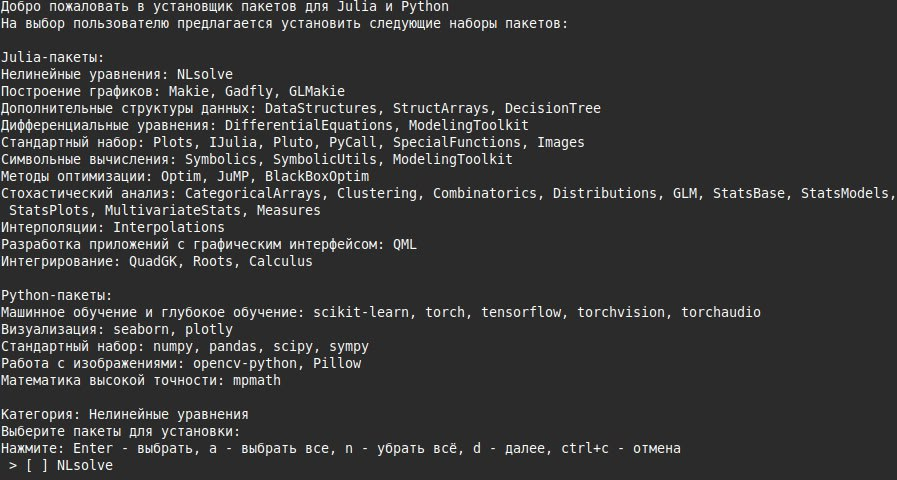 Добро пожаловать в установщик пакетов для Julia и Python
На выбор пользователю предлагается установить следующие наборы пакетов:
Julia-пакеты:
Нелинейные уравнения: NLsolve
Построение графиков: Makie, Gadfly, GLMakie
Дополнительные структуры данных: DataStructures, StructArrays, DecisionTree
Дифференциальные уравнения: DifferentialEquations, ModelingToolkit
Стандартный набор: Plots, IJulia, Pluto, PyCall, SpecialFunctions, Images
Символьные вычисления: Symbolics, SymbolicUtils, ModelingToolkit
Методы оптимизации: Optim, JuMP, BlackBoxOptim
Стохастический анализ: CategoricalArrays, Clustering, Combinatorics, Distributions, GLM, StatsBase, StatsModels,
StatsPlots, MultivariateStats, Measures
Интерполяции: Interpolations
Разработка приложений с графическим интерфейсом: QML
Интегрирование: QuadGK, Roots, Calculus
Python-пакеты:
Машинное обучение и глубокое обучение: scikit-learn, torch, tensorflow, torchvision, torchaudio
Визуализация: seaborn, plotly
Стандартный набор: numpy, pandas, scipy, sympy
Работа с изображениями: opencv-python, Pillow
Математика высокой точности: mpmath
Категория: Нелинейные уравнения
Выберите пакеты для установки:
Нажмите: Enter - выбрать, a - выбрать все, n - убрать всё, d - далее, ctrl+c - отмена
> [ ] NLsolve